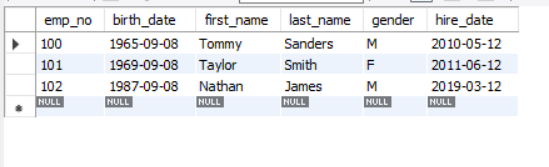 emp_no birth_date first_name last_name gender hire_date
100 1965-09-08 Tommy Sanders M 2010-05-12
101 1969-09-08 Taylor Smith F 2011-06-12
102 1987-09-08 Nathan James M 2019-03-12
NULL NULL NULL NULL NULL NULL